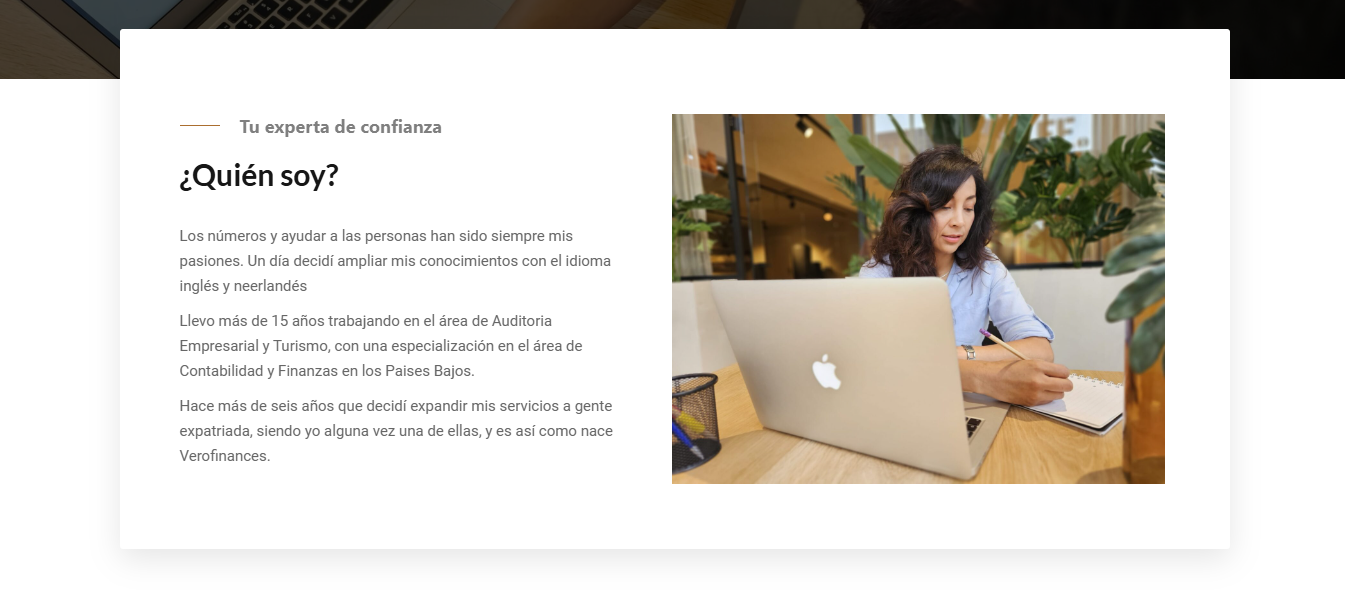 Tu experta de confianza
¿Quién soy?
Los números y ayudar a las personas han sido siempre mis
pasiones. Un día decidí ampliar mis conocimientos con el idioma
inglés y neerlandés
Llevo más de 15 años trabajando en el área de Auditoria
Empresarial y Turismo, con una especialización en el área de
Contabilidad y Finanzas en los Paises Bajos.
Hace más de seis años que decidí expandir mis servicios a gente
expatriada, siendo yo alguna vez una de ellas, y es así como nace
Verofinances.